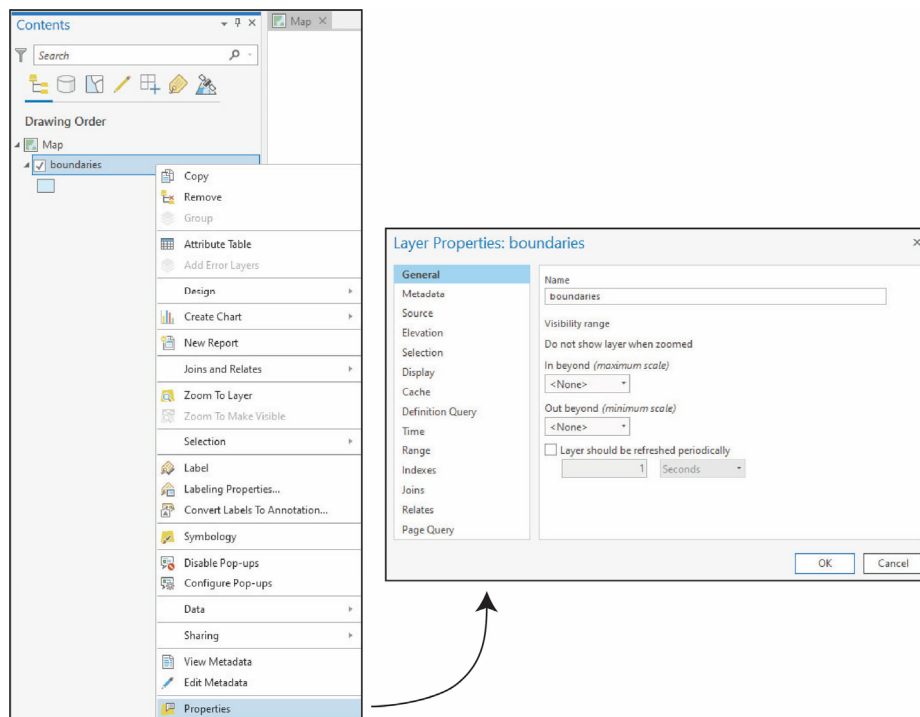 Contents
Map
Search
Drawing Order
Map
boundaries
Copy
Remove
Group
Attribute Table
Add Error Layers
Design
Create Chart
New Report
Joins and Relates
Zoom To Layer
Zoom To Make Visible
Selection
Label
Labeling Properties...
Convert Labels To Annotation...
Symbology
Disable Pop-ups
Configure Pop-ups
Data
Sharing
View Metadata
Edit Metadata
Properties
Layer Properties: boundaries
General
Metadata
Source
Elevation
Selection
Display
Cache
Definition Query
Time
Range
Indexes
Joins
Relates
Page Query
Name
boundaries
Visibility range
Do not show layer when zoomed
In beyond (maximum scale)
<None>
Out beyond (minimum scale)
<None>
Layer should be refreshed periodically
1 Seconds
OK Cancel